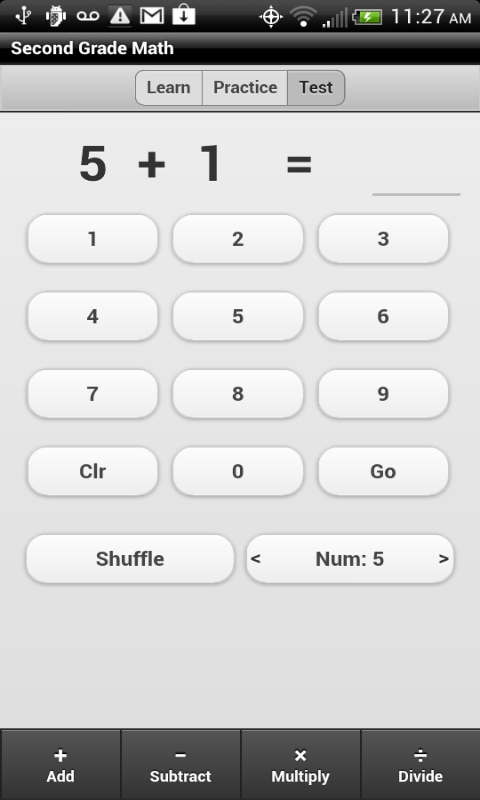 11:27 AM
Second Grade Math
Learn Practice Test
5 + 1 =
1 2 3
4 5 6
7 8 9
Clr 0 Go
Shuffle < Num: 5 >
+ − × ÷
Add Subtract Multiply Divide